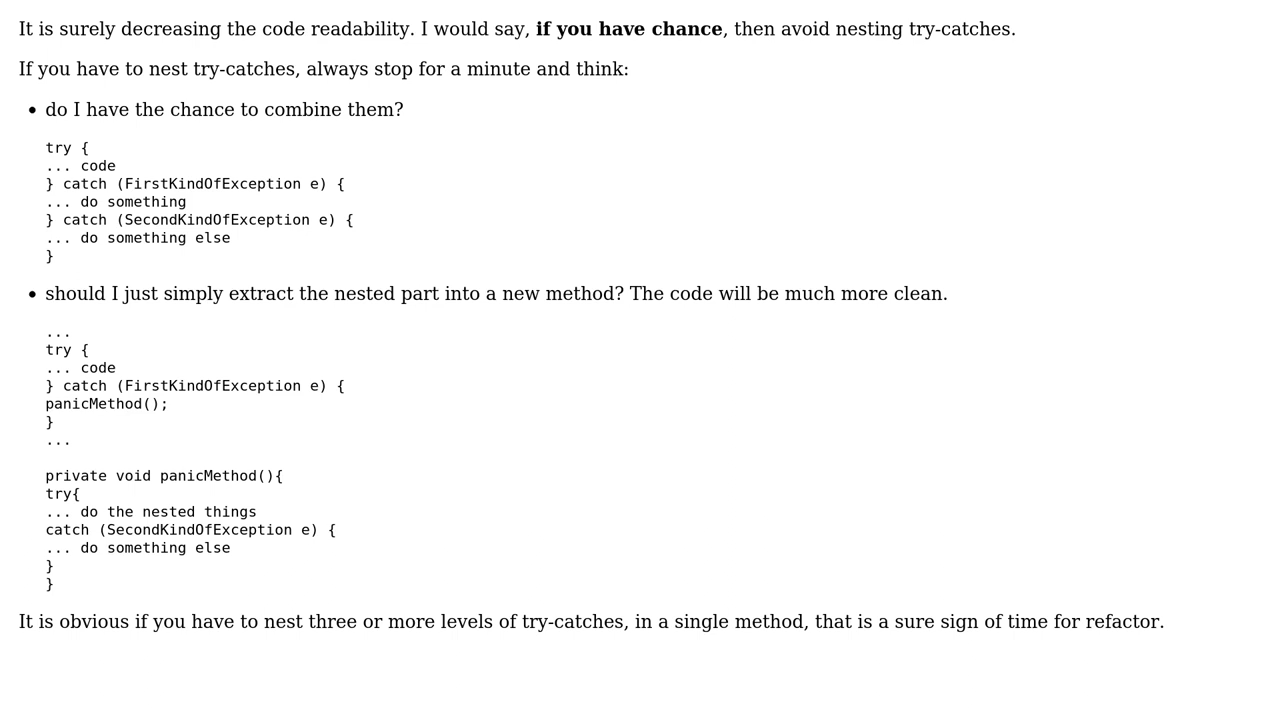 It is surely decreasing the code readability. I would say, if you have chance, then avoid nesting try-catches.
If you have to nest try-catches, always stop for a minute and think:
• do I have the chance to combine them?
try {
... code
} catch (FirstKindOfException e) {
... do something
} catch (SecondKindOfException e) {
... do something else
}
• should I just simply extract the nested part into a new method? The code will be much more clean.
...
try {
... code
} catch (FirstKindOfException e) {
panicMethod();
}
...
private void panicMethod(){
try{
... do the nested things
catch (SecondKindOfException e) {
... do something else
}
}
It is obvious if you have to nest three or more levels of try-catches, in a single method, that is a sure sign of time for refactor.